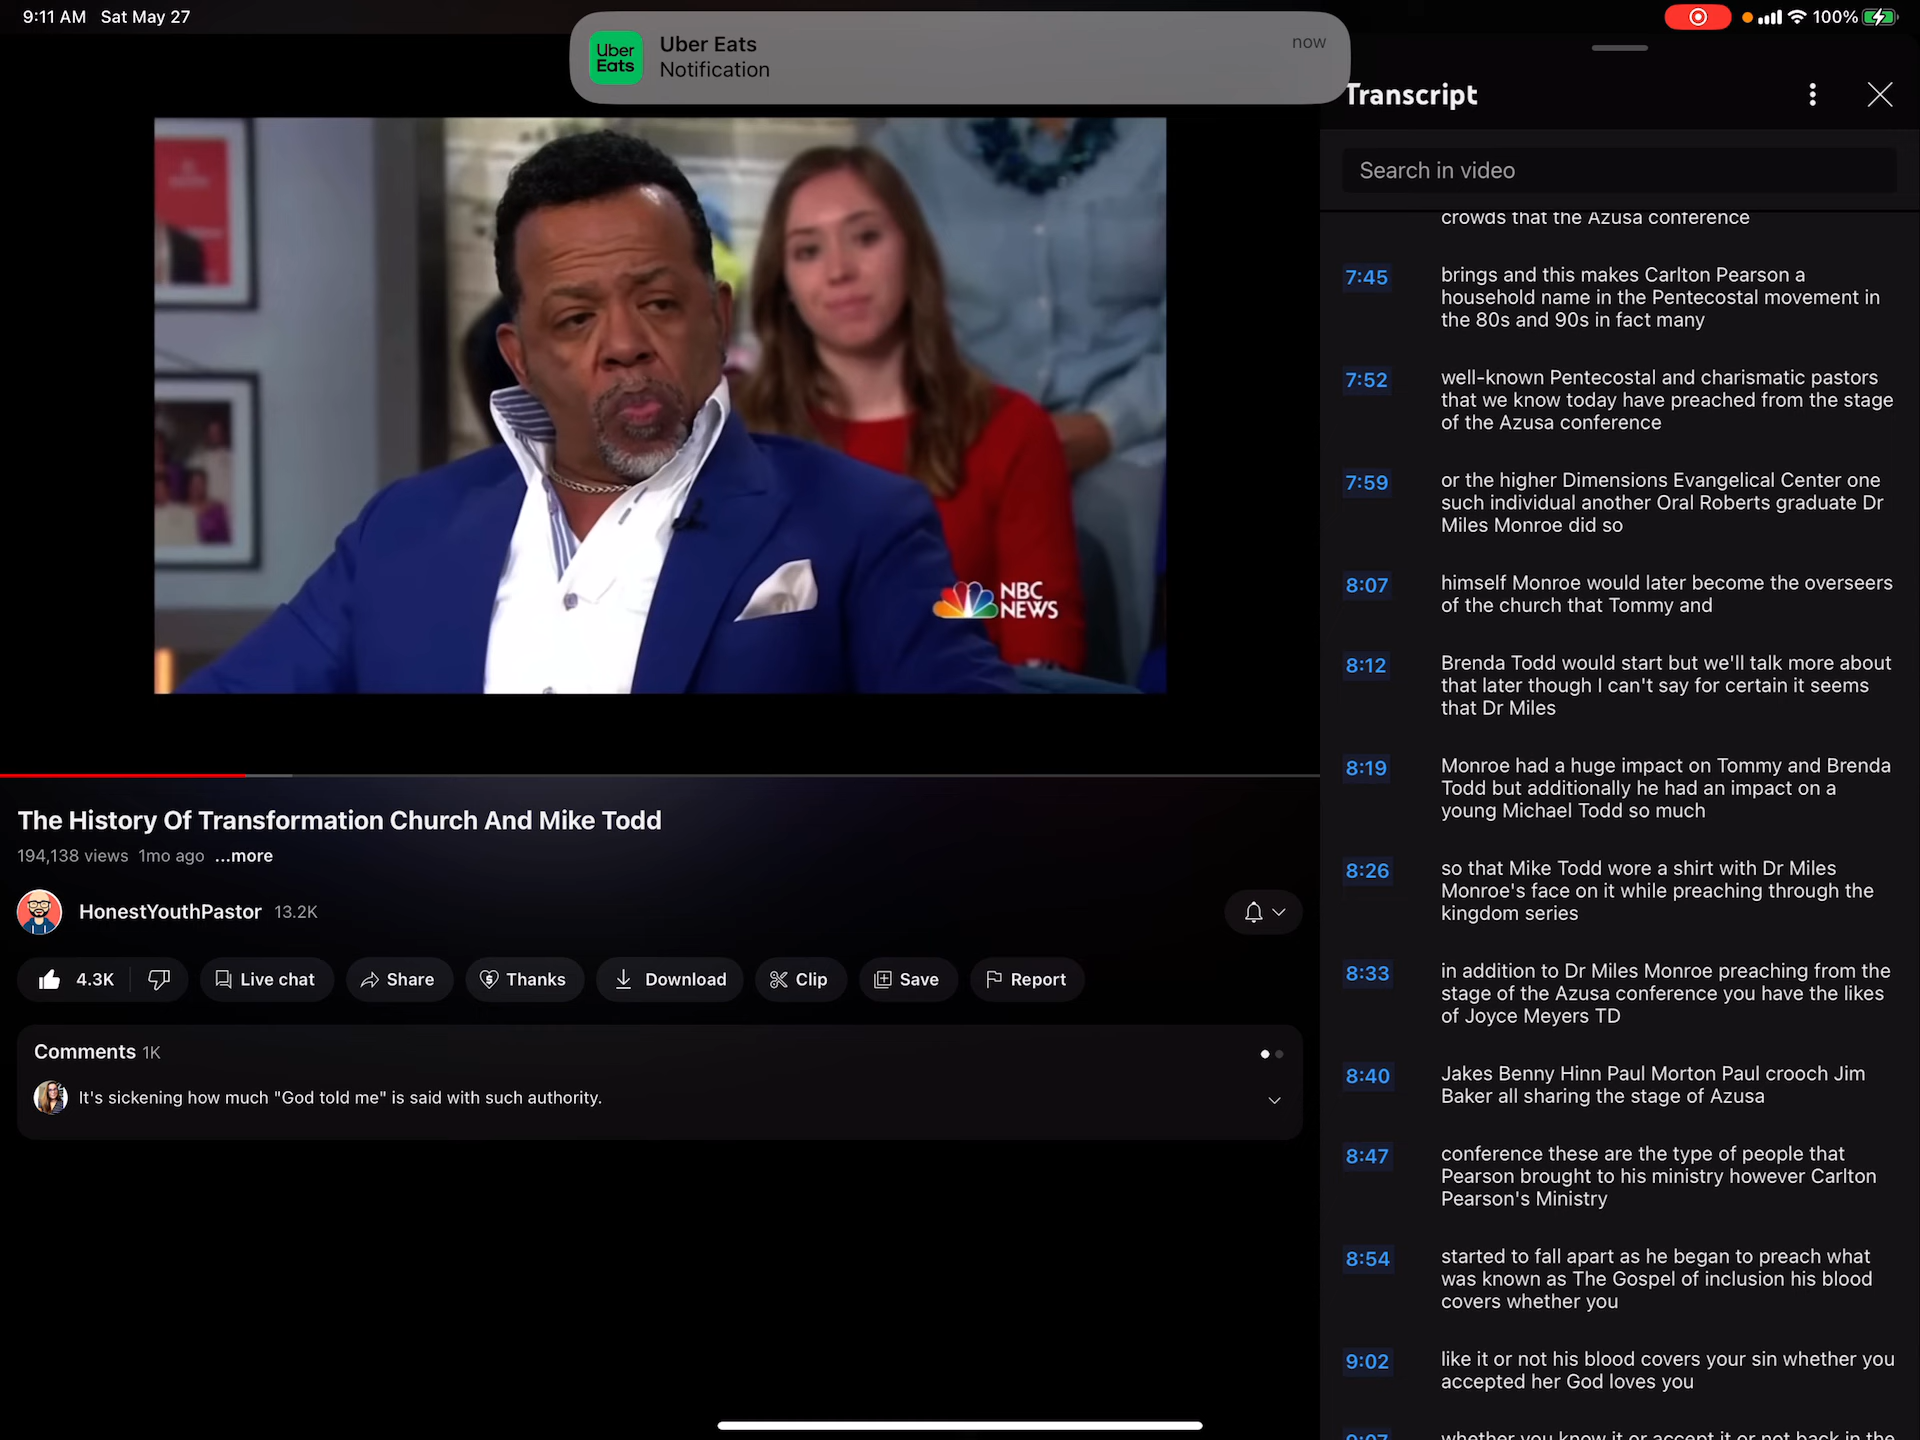 9:11 AM Sat May 27
100%
Uber Eats
Uber Eats
now
Notification
NBC NEWS
The History Of Transformation Church And Mike Todd
194,138 views 1mo ago ...more
HonestYouthPastor 13.2K
4.3K
Live chat
Share
Thanks
Download
Clip
Save
Report
Comments 1K
It's sickening how much "God told me" is said with such authority.
Transcript
Search in video
crowds that the Azusa conference
7:45
brings and this makes Carlton Pearson a
household name in the Pentecostal movement in
the 80s and 90s in fact many
7:52
well-known Pentecostal and charismatic pastors
that we know today have preached from the stage
of the Azusa conference
7:59
or the higher Dimensions Evangelical Center one
such individual another Oral Roberts graduate Dr
Miles Monroe did so
8:07
himself Monroe would later become the overseers
of the church that Tommy and
8:12
Brenda Todd would start but we'll talk more about
that later though I can't say for certain it seems
that Dr Miles
8:19
Monroe had a huge impact on Tommy and Brenda
Todd but additionally he had an impact on a
young Michael Todd so much
8:26
so that Mike Todd wore a shirt with Dr Miles
Monroe's face on it while preaching through the
kingdom series
8:33
in addition to Dr Miles Monroe preaching from the
stage of the Azusa conference you have the likes
of Joyce Meyers TD
8:40
Jakes Benny Hinn Paul Morton Paul crooch Jim
Baker all sharing the stage of Azusa
8:47
conference these are the type of people that
Pearson brought to his ministry however Carlton
Pearson's Ministry
8:54
started to fall apart as he began to preach what
was known as The Gospel of inclusion his blood
covers whether you
9:02
like it or not his blood covers your sin whether you
accepted her God loves you
9:07
whether you know it or accept it or not back in the